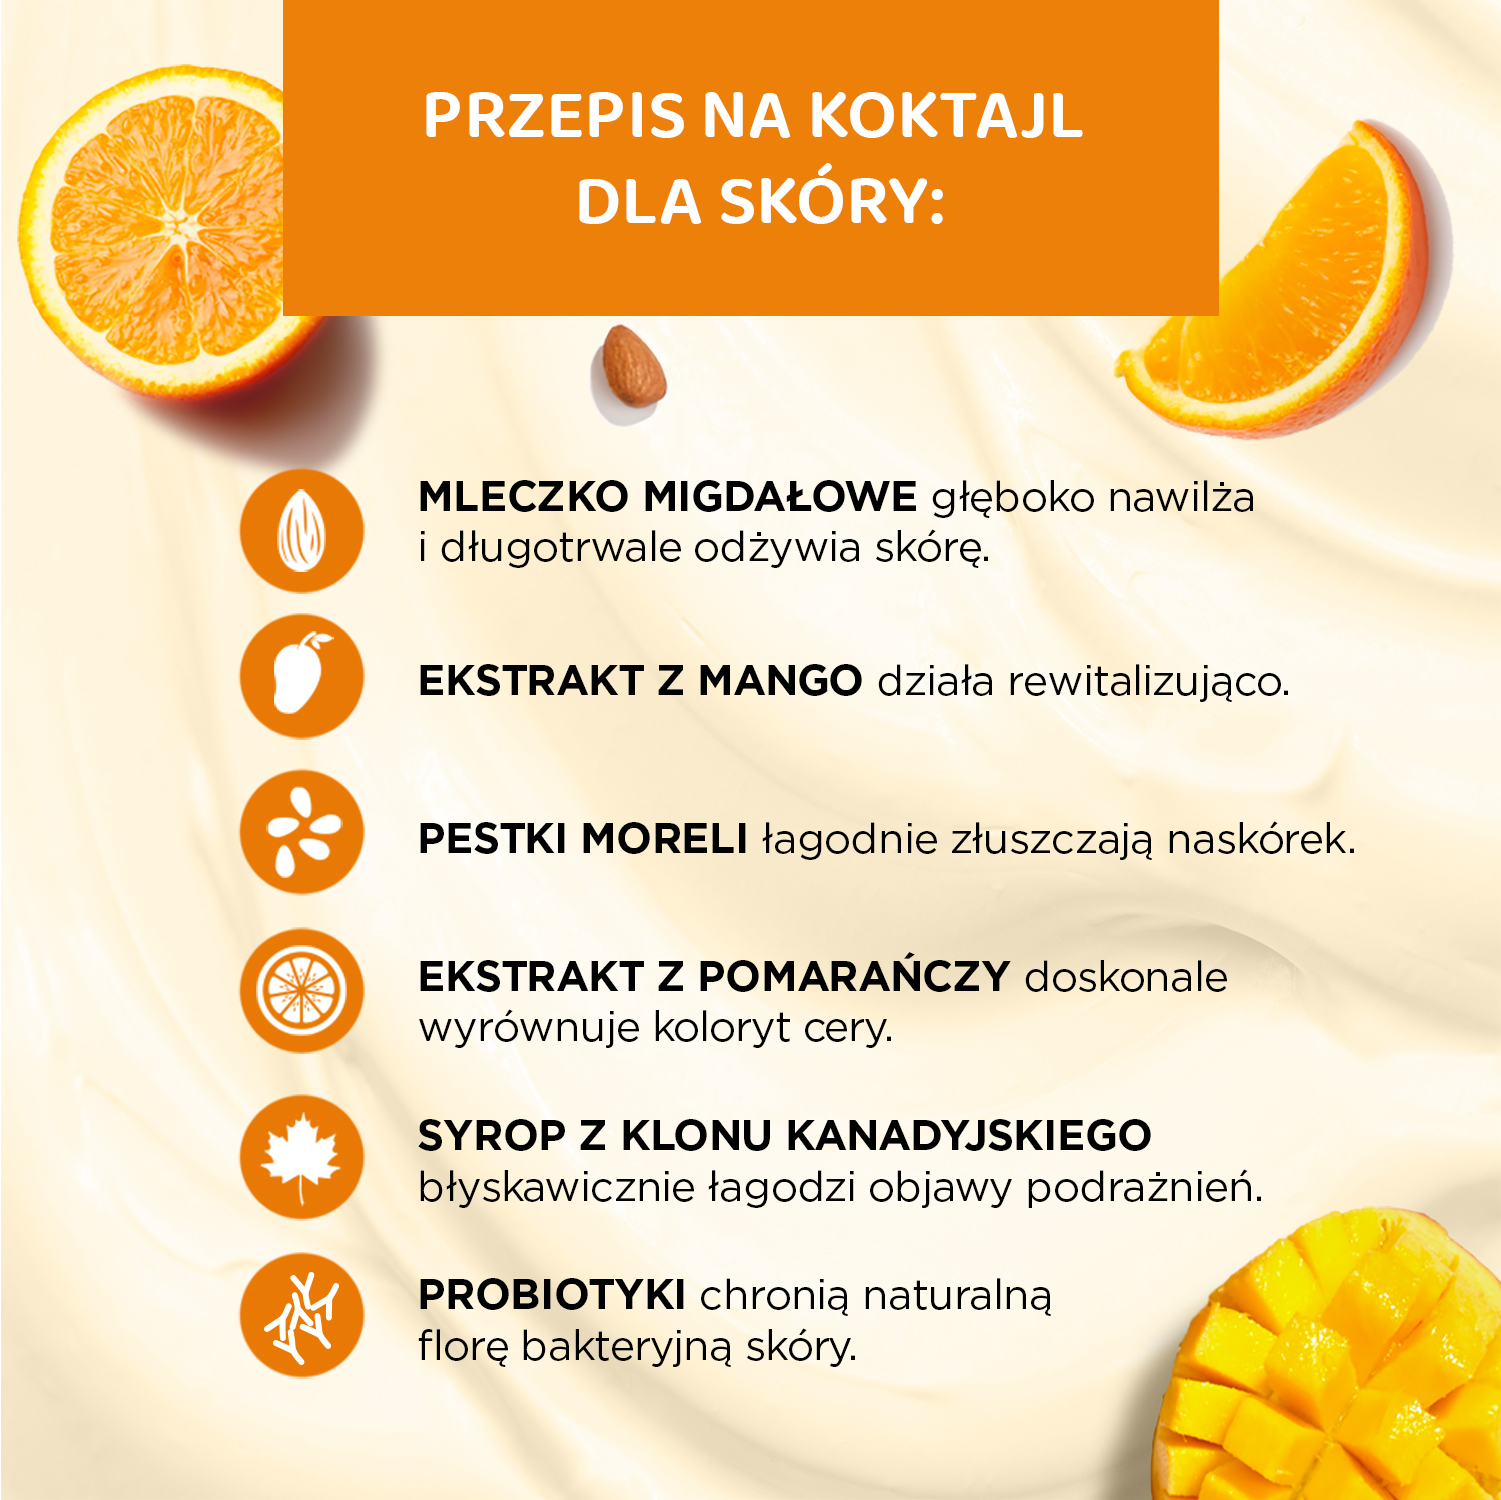 PRZEPIS NA KOKTAJL
DLA SKÓRY:
MLECZKO MIGDAŁOWE głęboko nawilża
i długotrwale odżywia skórę.
EKSTRAKT Z MANGO działa rewitalizująco.
PESTKI MORELI łagodnie złuszczają naskórek.
EKSTRAKT Z POMARAŃCZY doskonale
wyrównuje koloryt cery.
SYROP Z KLONU KANADYJSKIEGO
błyskawicznie łagodzi objawy podrażnień.
PROBIOTYKI chronią naturalną
florę bakteryjną skóry.